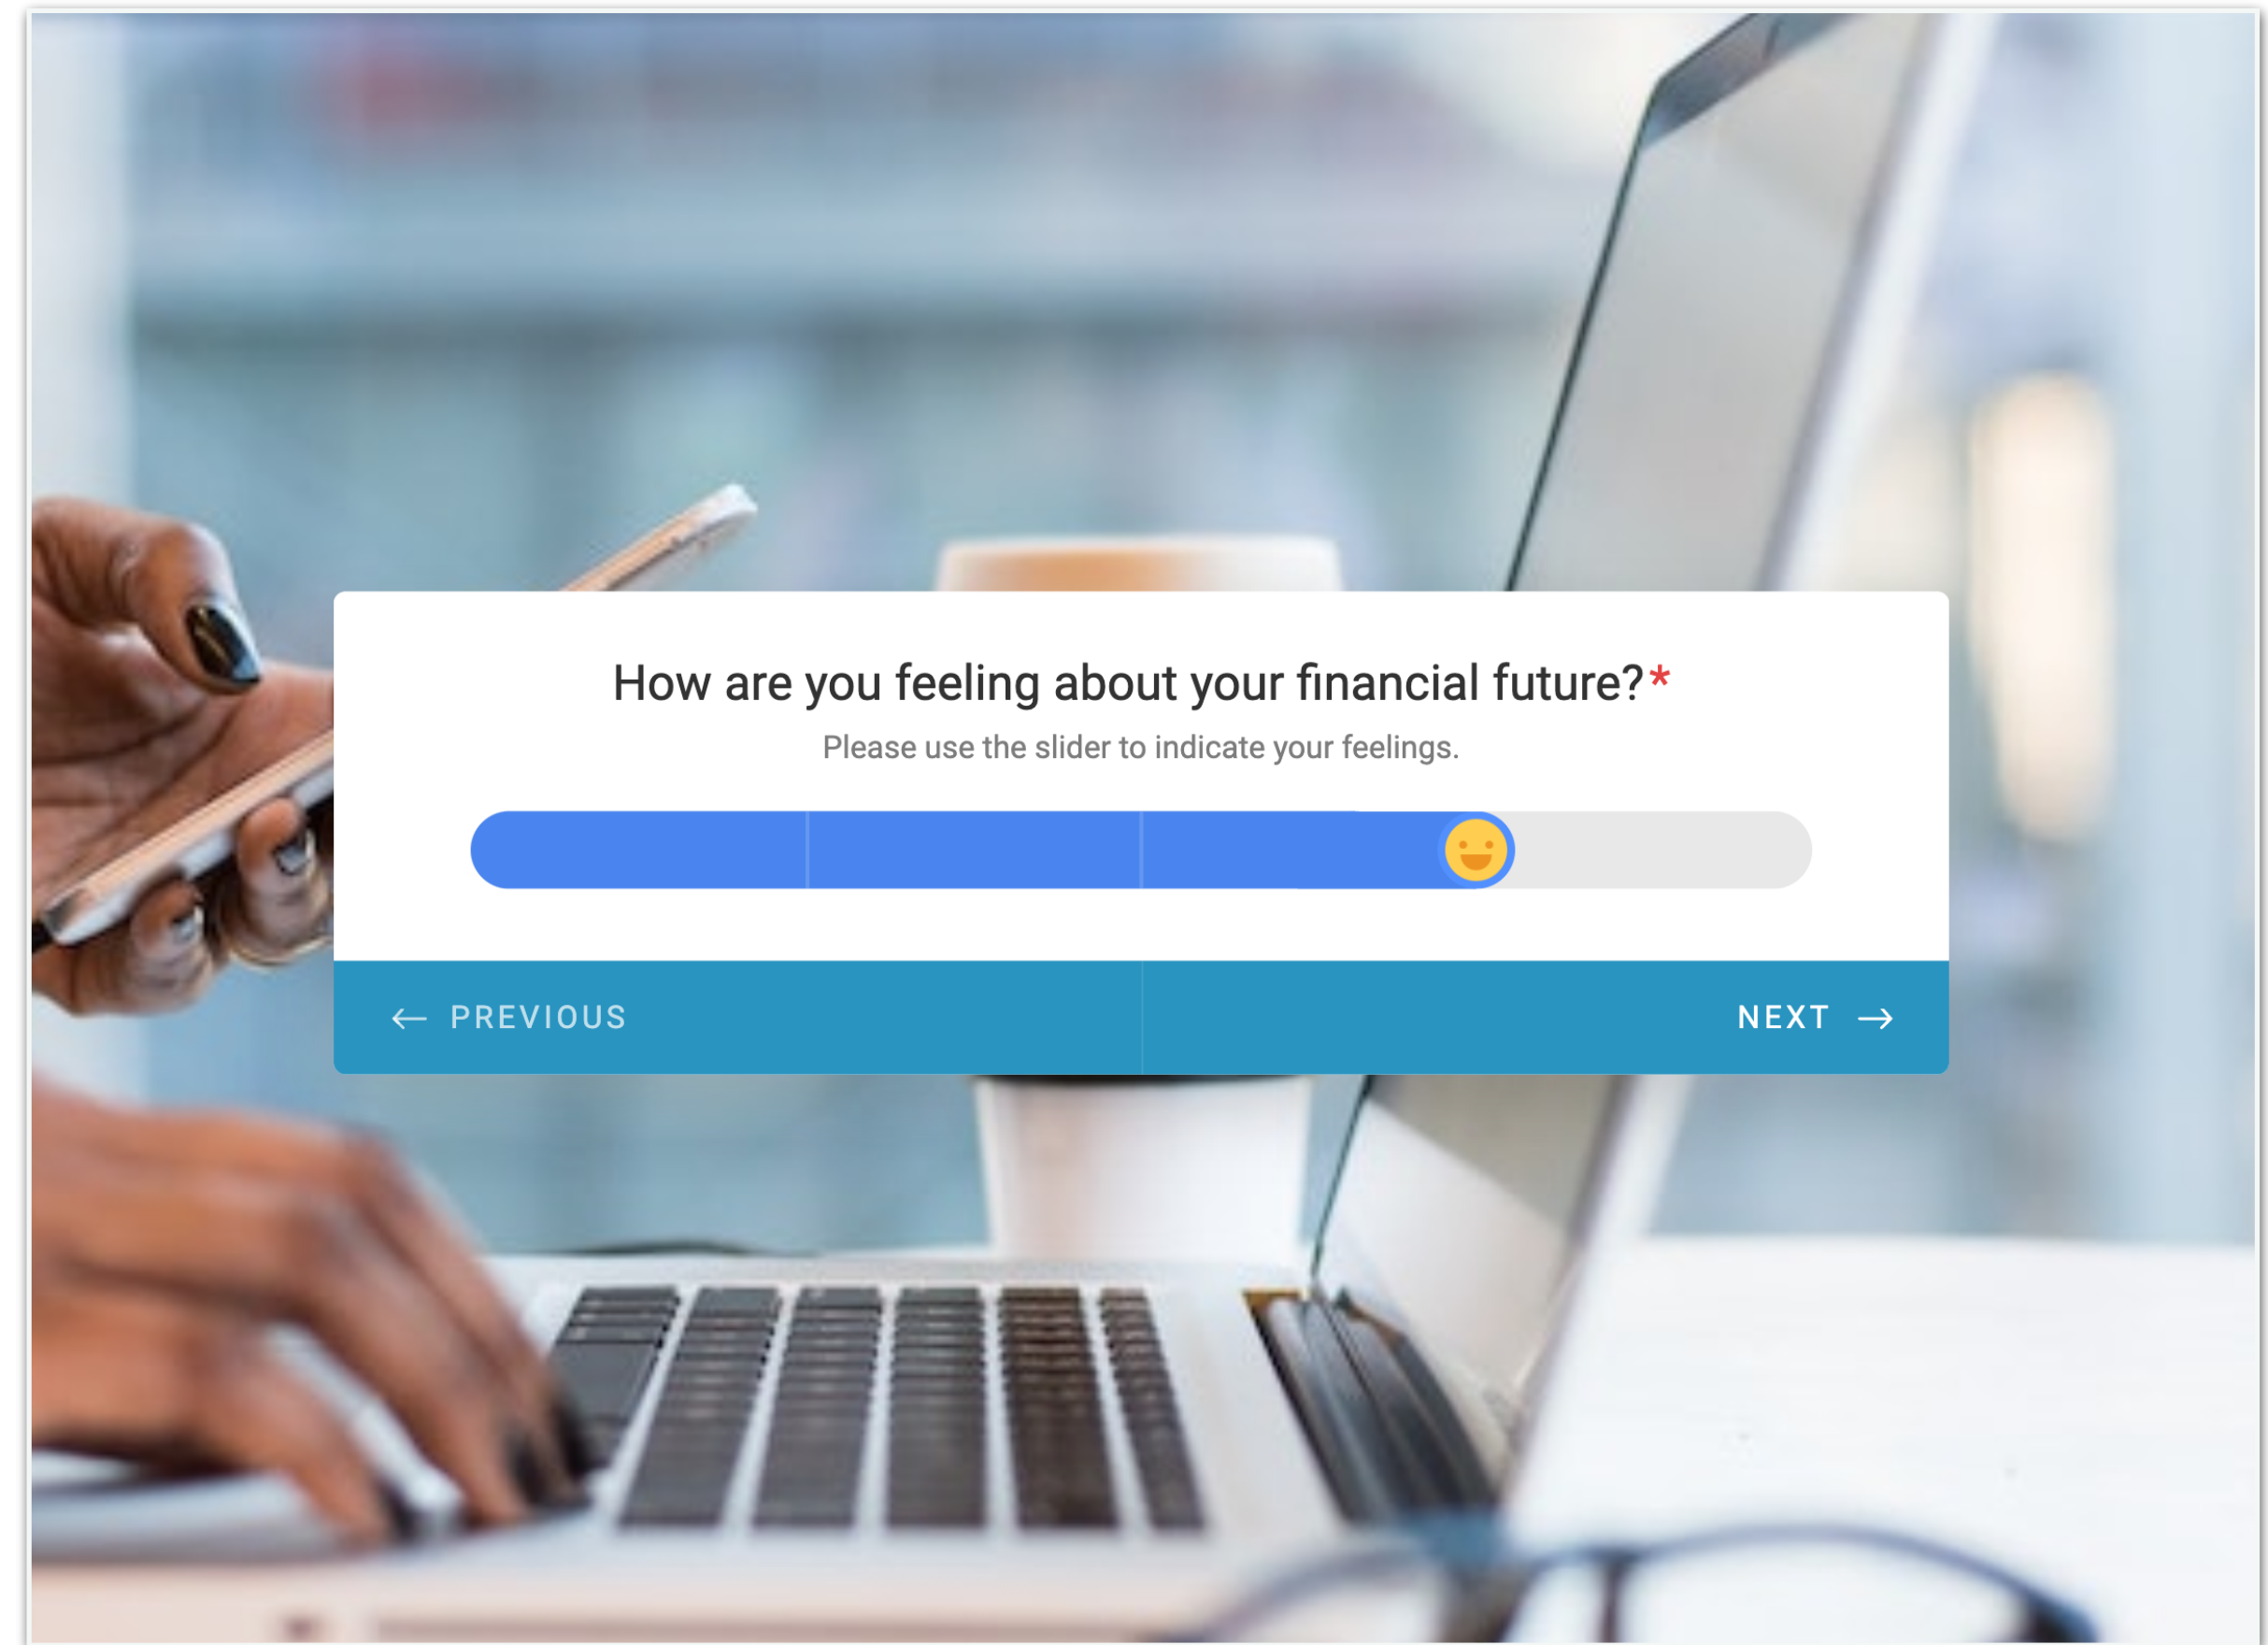 How are you feeling about your financial future?*
Please use the slider to indicate your feelings.
← PREVIOUS
NEXT →